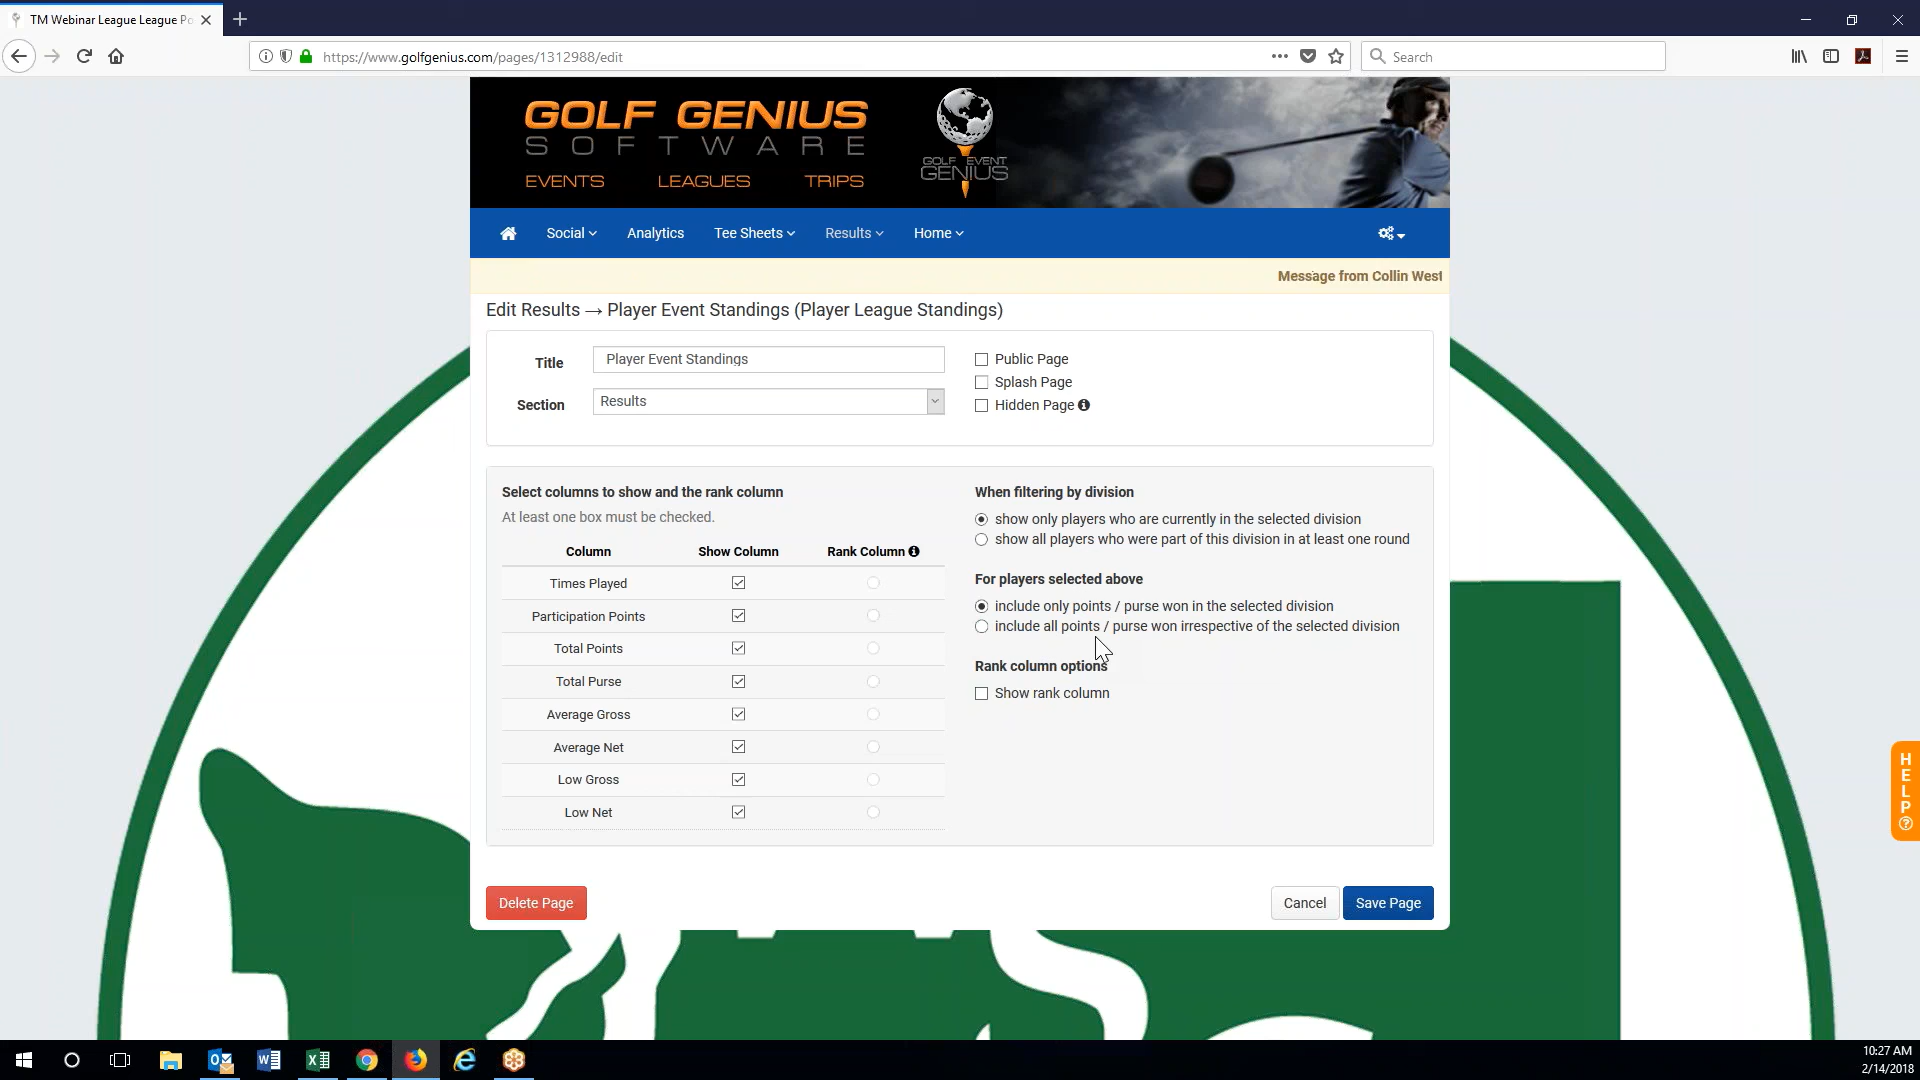 TM Webinar League League Po
https://www.golfgenius.com/pages/1312988/edit
Search
GOLF GENIUS
SOFTWARE
EVENTS LEAGUES TRIPS
GOLF EVENT
GENIUS
Social Analytics Tee Sheets Results Home
Message from Collin West
Edit Results → Player Event Standings (Player League Standings)
Title Player Event Standings
Section Results
Public Page
Splash Page
Hidden Page
Select columns to show and the rank column
At least one box must be checked.
Column Show Column Rank Column
Times Played
Participation Points
Total Points
Total Purse
Average Gross
Average Net
Low Gross
Low Net
When filtering by division
show only players who are currently in the selected division
show all players who were part of this division in at least one round
For players selected above
include only points / purse won in the selected division
include all points / purse won irrespective of the selected division
Rank column options
Show rank column
Delete Page
Cancel Save Page
HELP
10:27 AM
2/14/2018